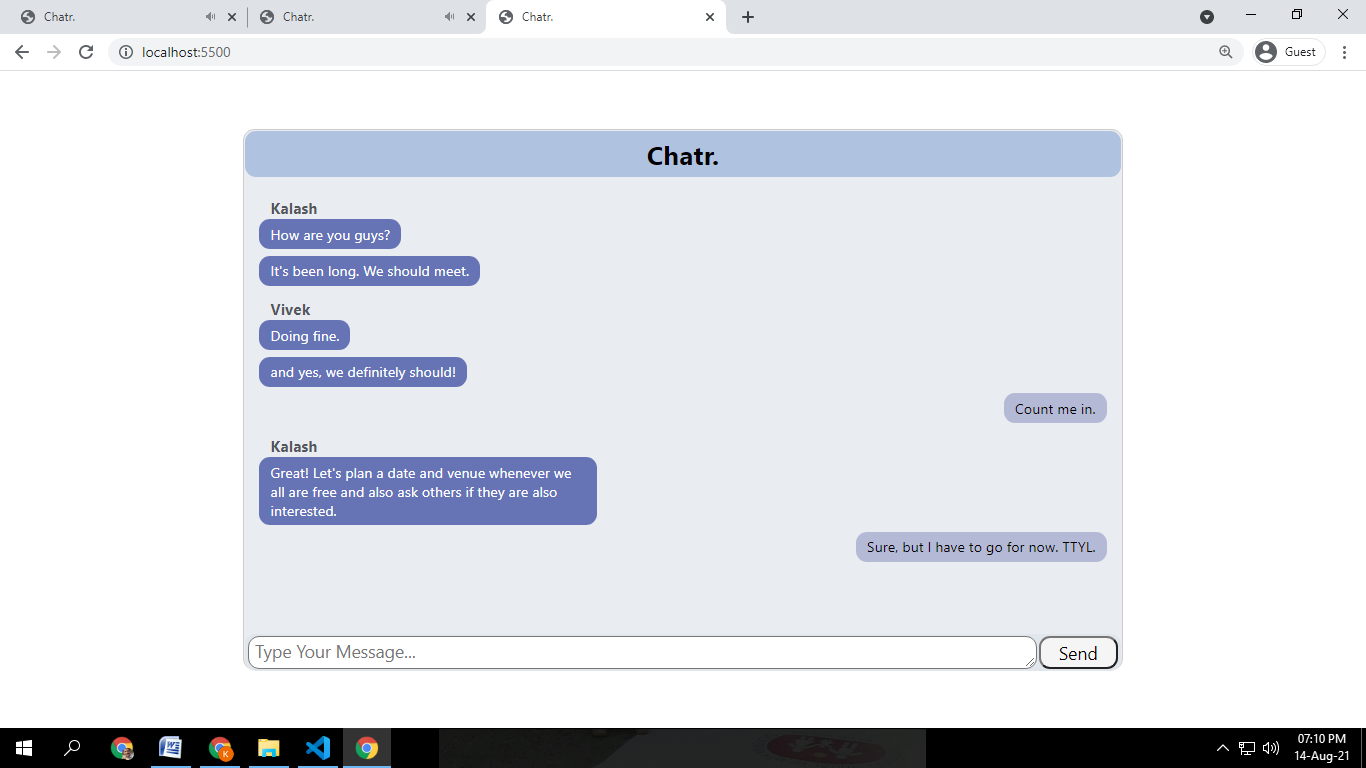 Chatr.
Chatr.
Chatr.
localhost:5500
Guest
Chatr.
Kalash
How are you guys?
It's been long. We should meet.
Vivek
Doing fine.
and yes, we definitely should!
Count me in.
Kalash
Great! Let's plan a date and venue whenever we
all are free and also ask others if they are also
interested.
Sure, but I have to go for now. TTYL.
Type Your Message...
Send
K
07:10 PM
14-Aug-21